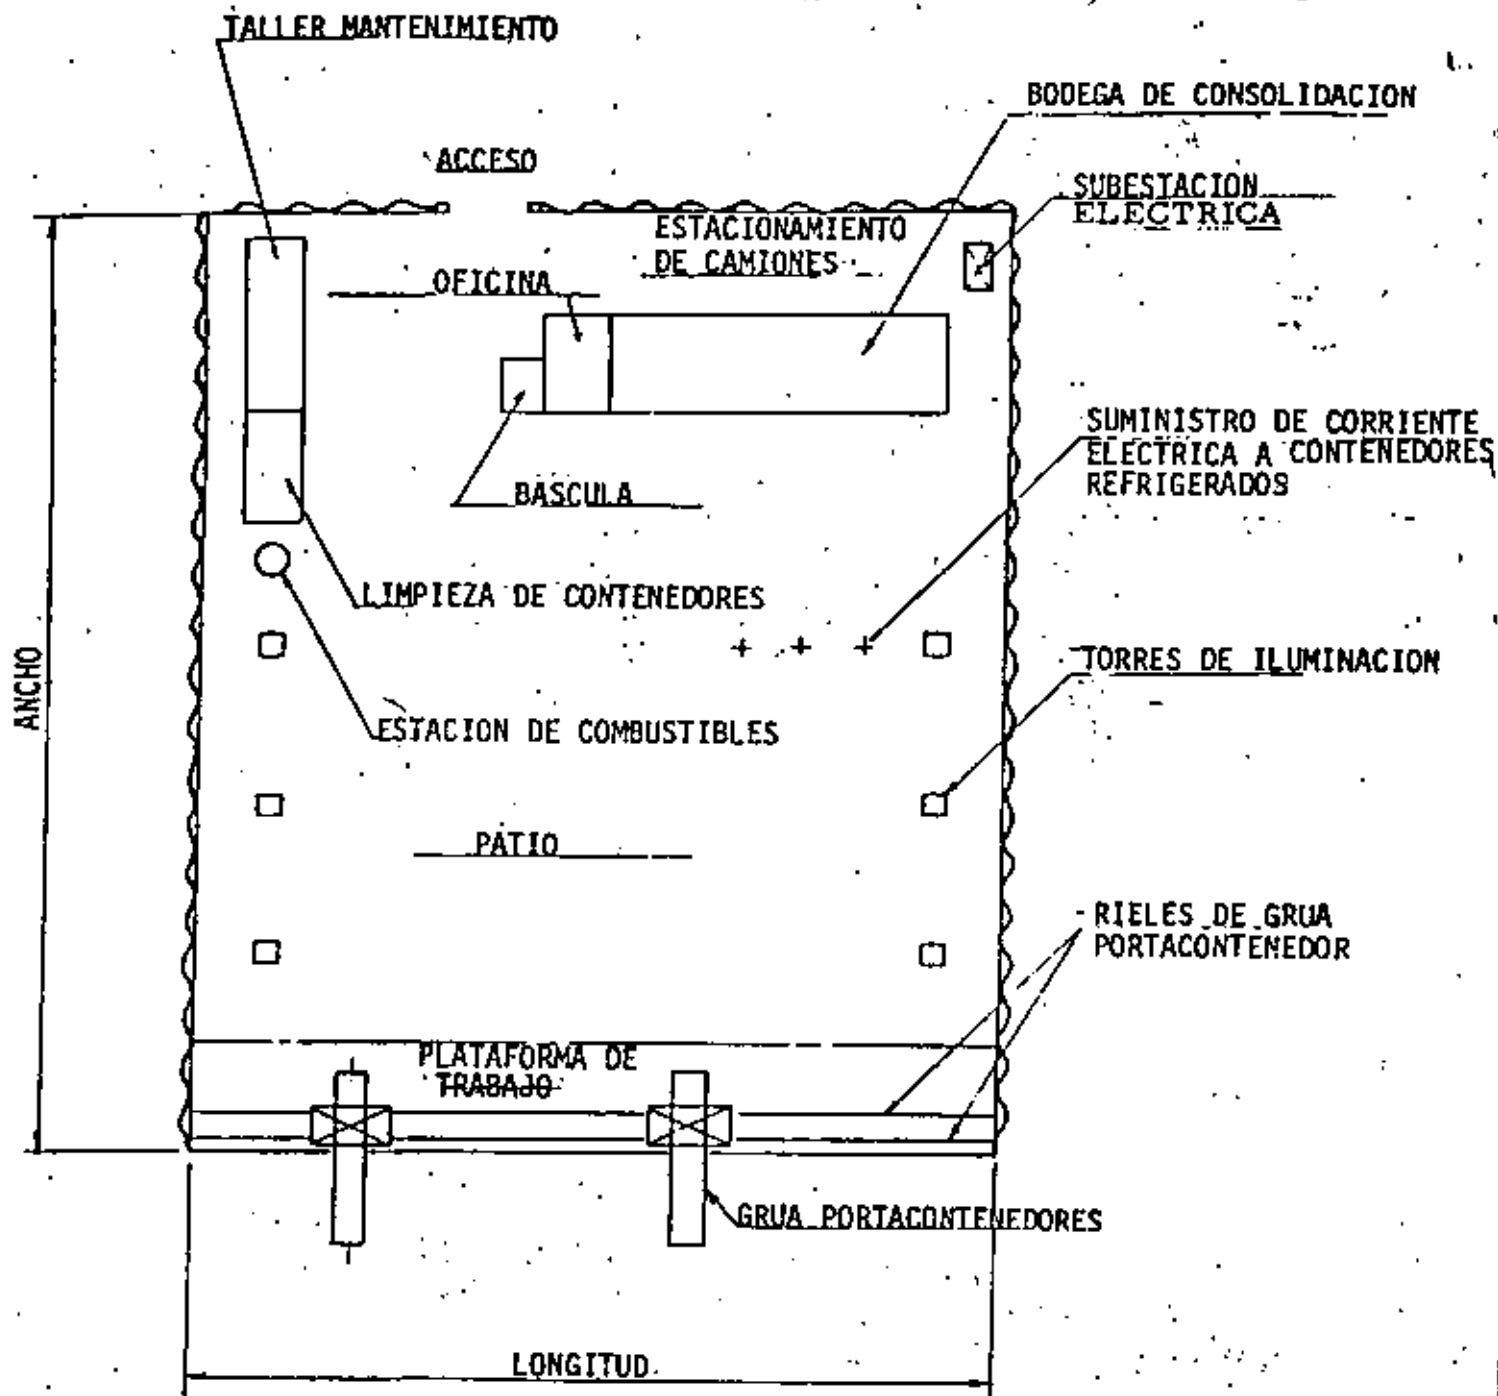 TALLER MANTENIMIENTO
BODEGA DE CONSOLIDACION
ACCESO
SUBESTACION
ELECTRICA
ESTACIONAMIENTO
DE CAMIONES
OFICINA
SUMINISTRO DE CORRIENTE
ELECTRICA A CONTENEDORES
REFRIGERADOS
BASCULA
LIMPIEZA DE CONTENEDORES
TORRES DE ILUMINACION
ANCHO
ESTACION DE COMBUSTIBLES
PATIO
RIELES DE GRUA
PORTACONTENEDOR
PLATAFORMA DE
TRABAJO
GRUA PORTACONTENEDORES
LONGITUD